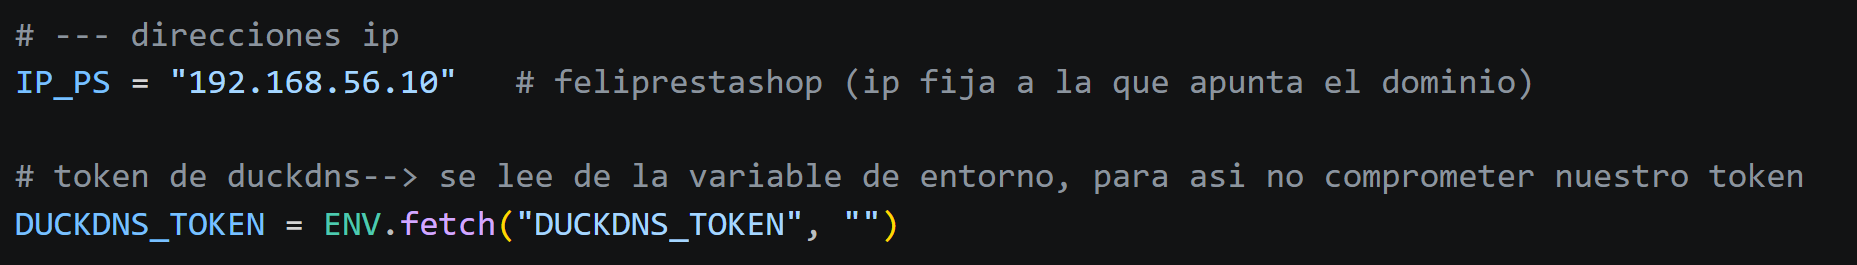 # --- direcciones ip
IP_PS = "192.168.56.10"   # feliprestashop (ip fija a la que apunta el dominio)
# token de duckdns--> se lee de la variable de entorno, para asi no comprometer nuestro token
DUCKDNS_TOKEN = ENV.fetch("DUCKDNS_TOKEN", "")